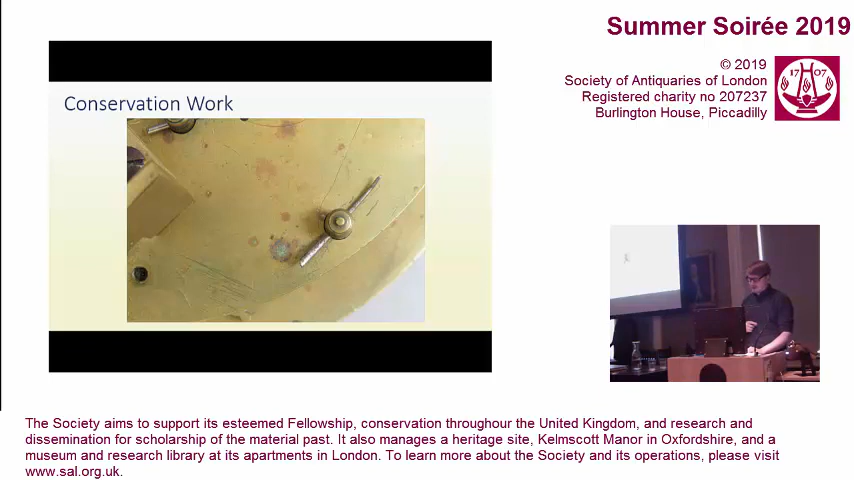 Summer Soirée 2019
© 2019
Society of Antiquaries of London
Registered charity no 207237
Burlington House, Piccadilly
17 07
Conservation Work
The Society aims to support its esteemed Fellowship, conservation throughour the United Kingdom, and research and
dissemination for scholarship of the material past. It also manages a heritage site, Kelmscott Manor in Oxfordshire, and a
museum and research library at its apartments in London. To learn more about the Society and its operations, please visit
www.sal.org.uk.